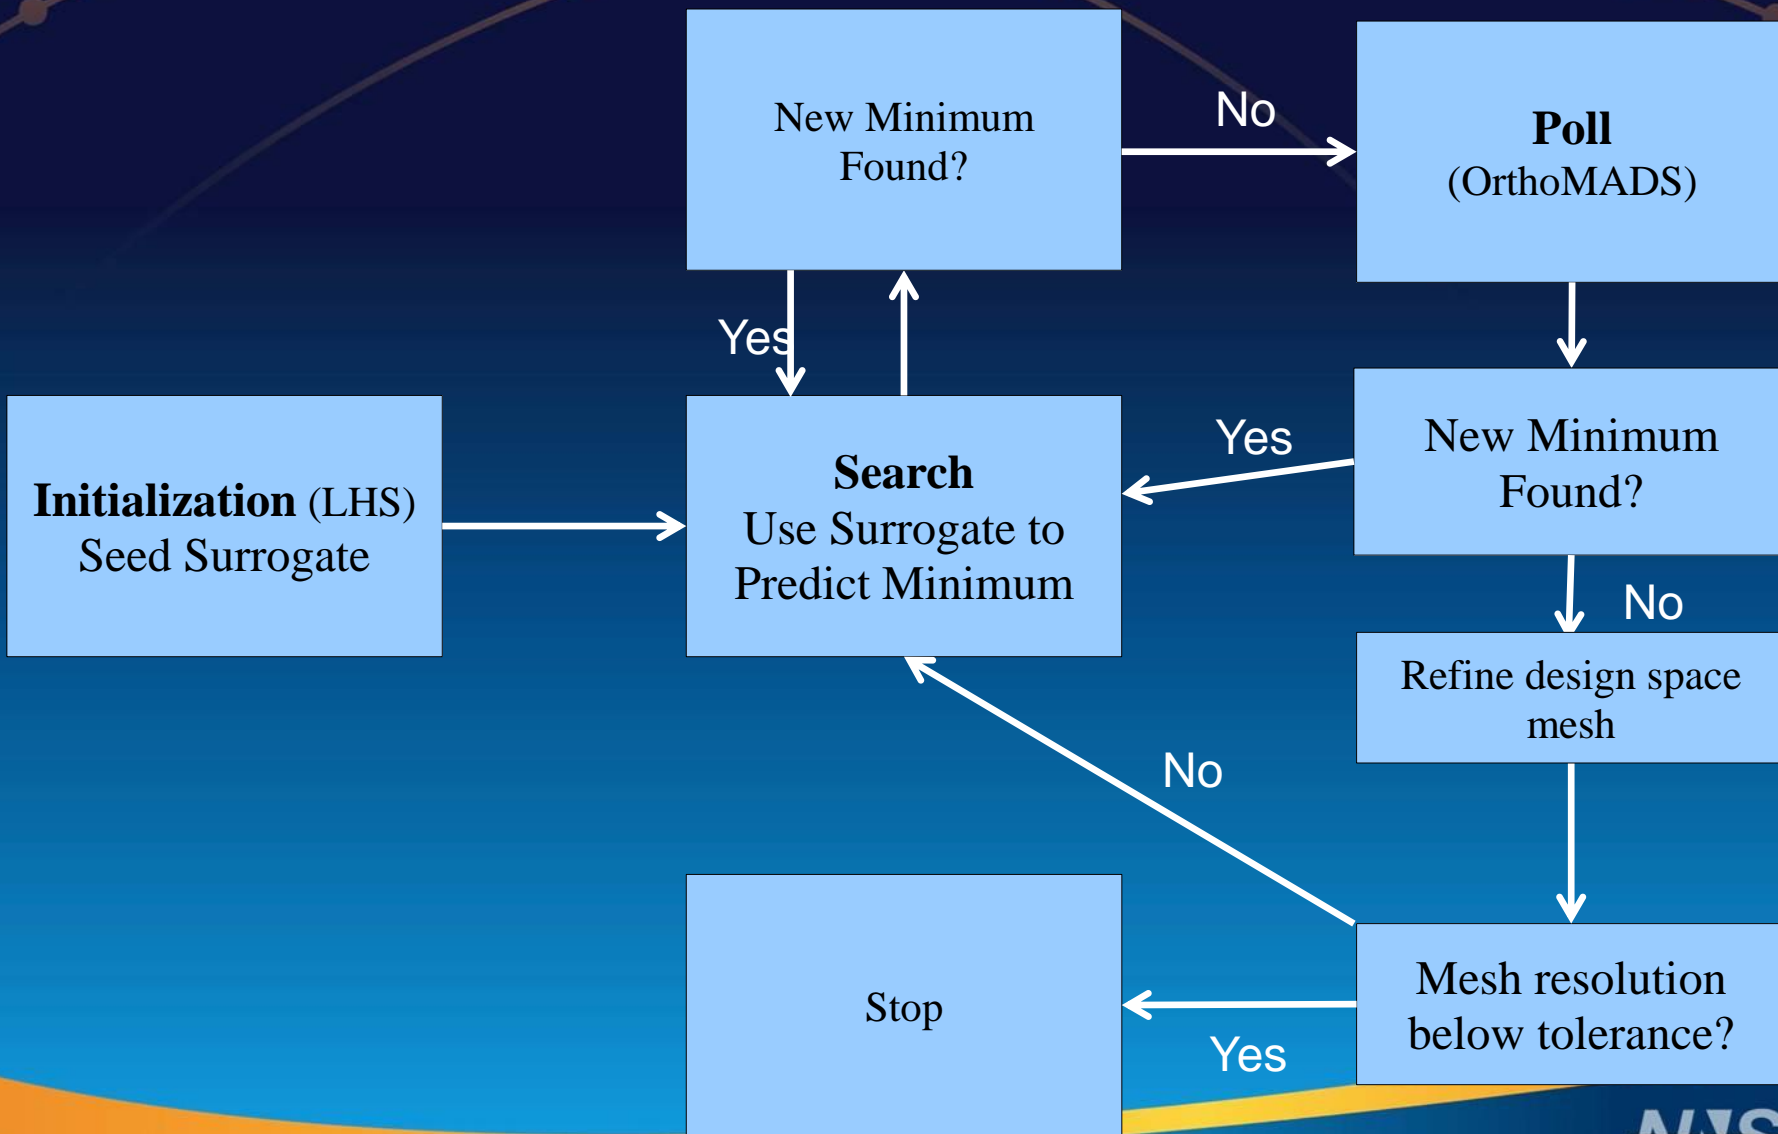 New Minimum
Found?
No
Poll
(OrthoMADS)
Yes
Initialization (LHS)
Seed Surrogate
Search
Use Surrogate to
Predict Minimum
Yes
New Minimum
Found?
No
Refine design space
mesh
No
Stop
Yes
Mesh resolution
below tolerance?